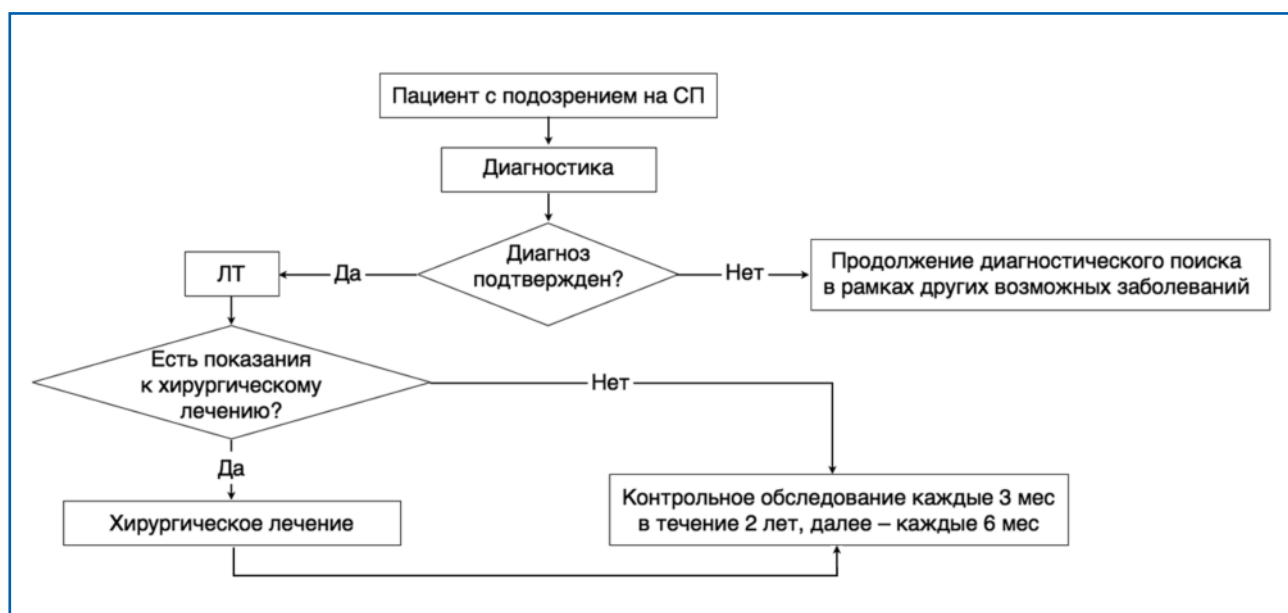 Пациент с подозрением на СП
Диагностика
Диагноз
подтвержден?
Да
Нет
ЛТ
Продолжение диагностического поиска
в рамках других возможных заболеваний
Есть показания
к хирургическому
лечению?
Нет
Да
Хирургическое лечение
Контрольное обследование каждые 3 мес
в течение 2 лет, далее – каждые 6 мес